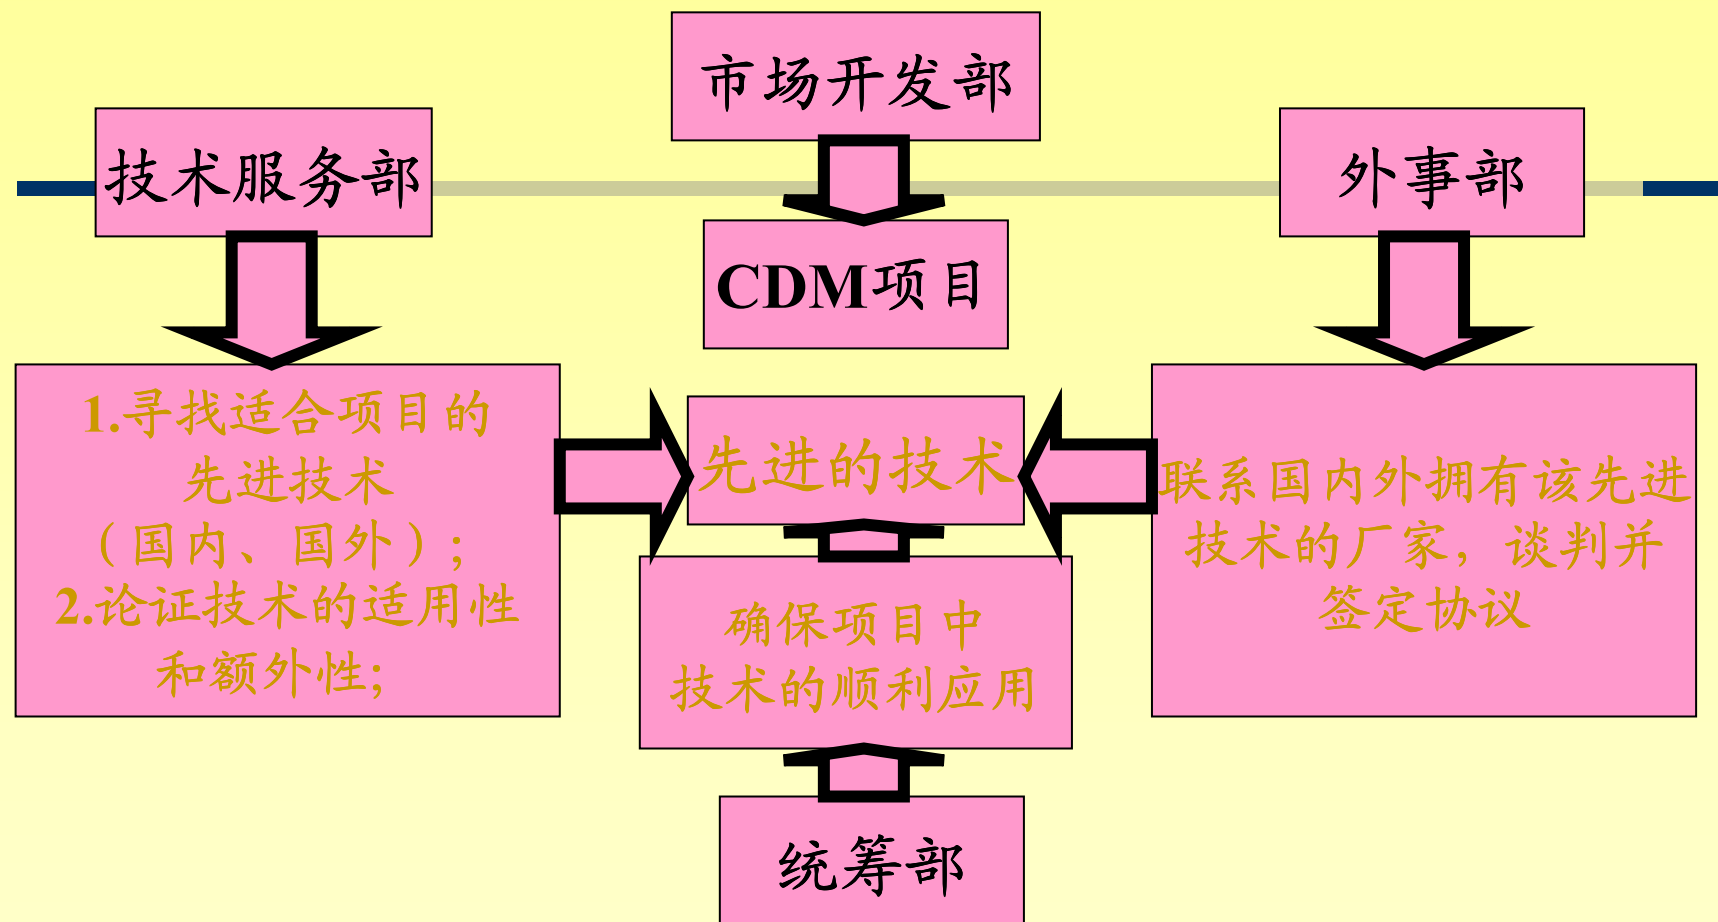 市场开发部
技术服务部
外事部
CDM项目
1.寻找适合项目的
先进技术
（国内、国外）;
2.论证技术的适用性
和额外性;
先进的技术
联系国内外拥有该先进
技术的厂家，谈判并
签定协议
确保项目中
技术的顺利应用
统筹部